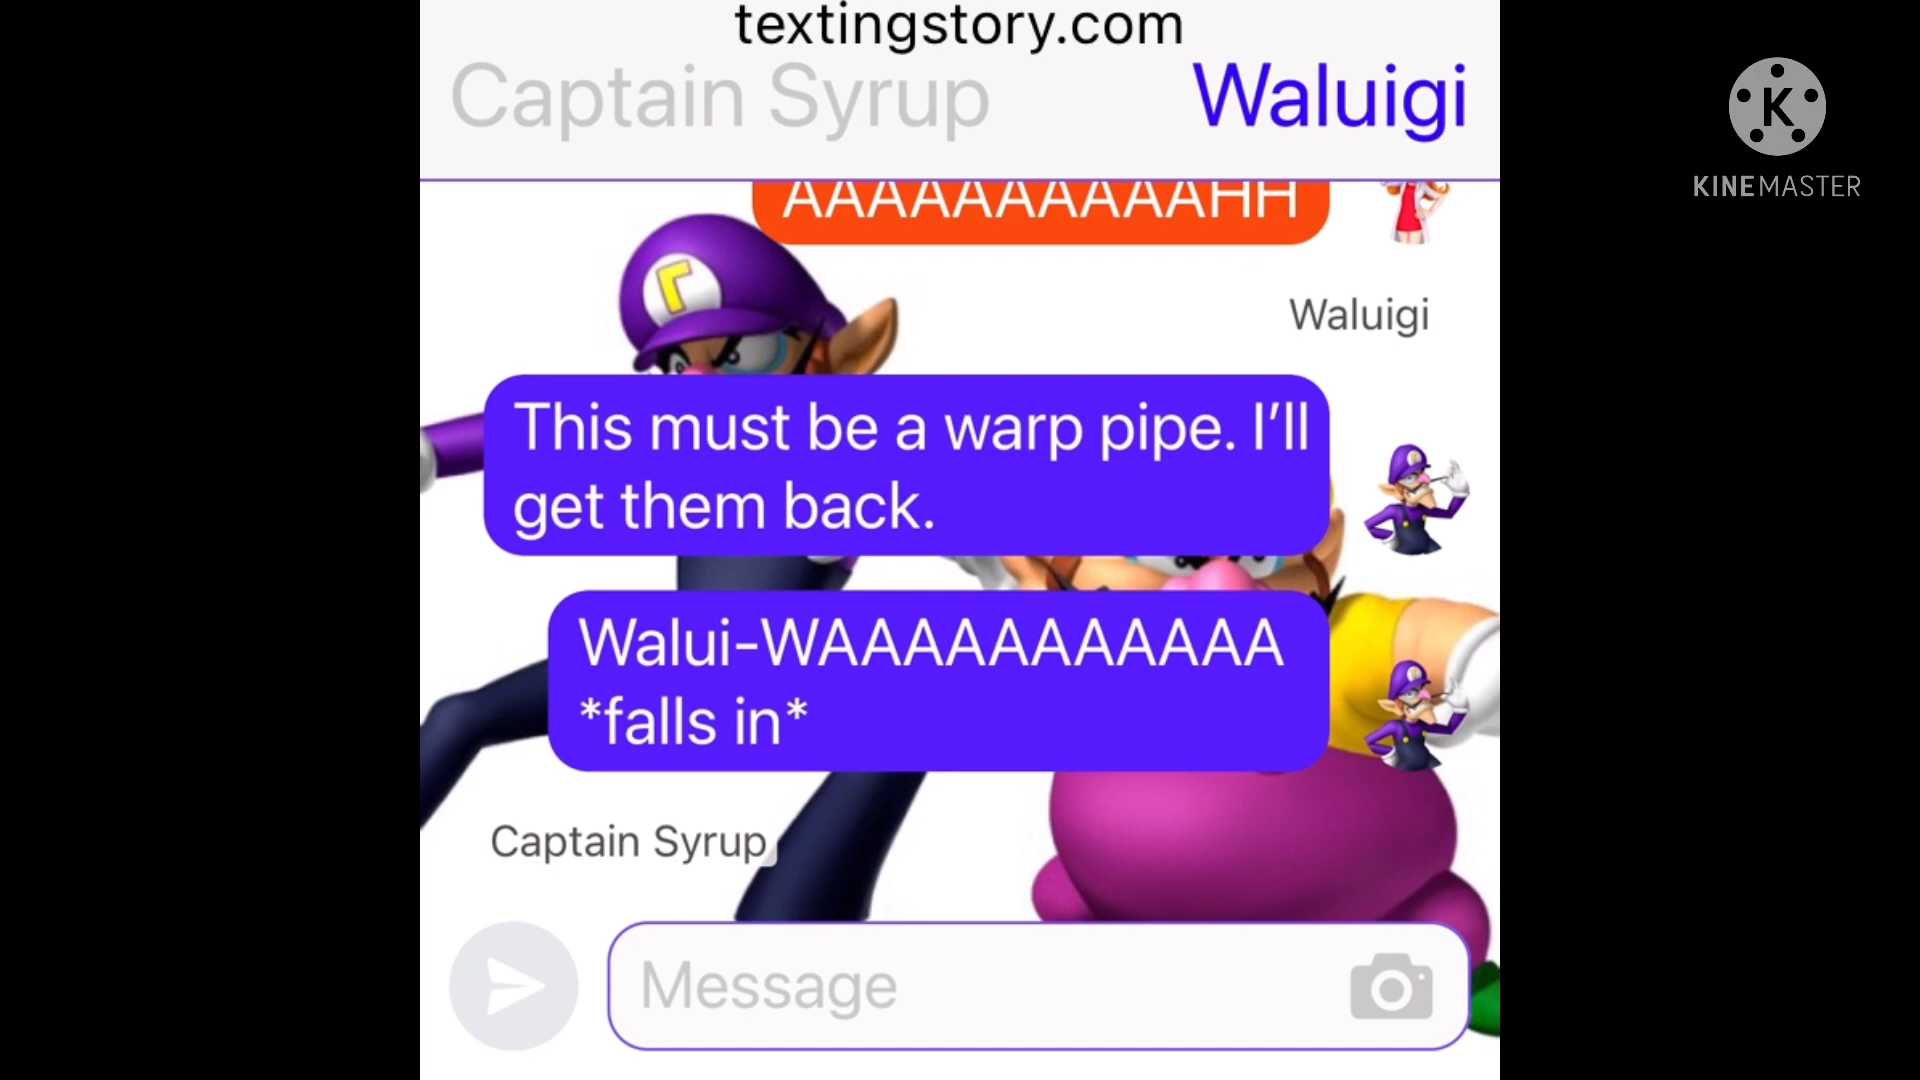 textingstory.com
Captain Syrup
Waluigi
K
KINEMASTER
AAAAAAAAAAAHH
Waluigi
This must be a warp pipe. I’ll
get them back.
Walui-WAAAAAAAAAAAA
*falls in*
Captain Syrup
Message